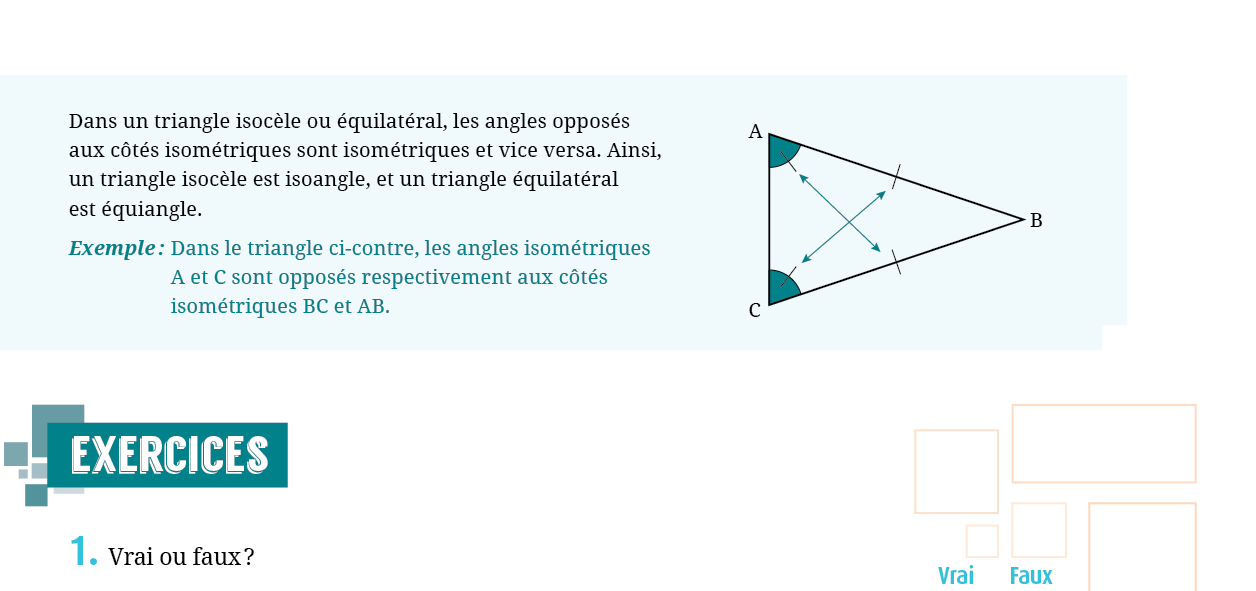 Dans un triangle isocèle ou équilatéral, les angles opposés
aux côtés isométriques sont isométriques et vice versa. Ainsi,
un triangle isocèle est isoangle, et un triangle équilatéral
est équiangle.
Exemple : Dans le triangle ci-contre, les angles isométriques
A et C sont opposés respectivement aux côtés
isométriques BC et AB.
A
B
C
EXERCICES
1. Vrai ou faux ?
Vrai Faux